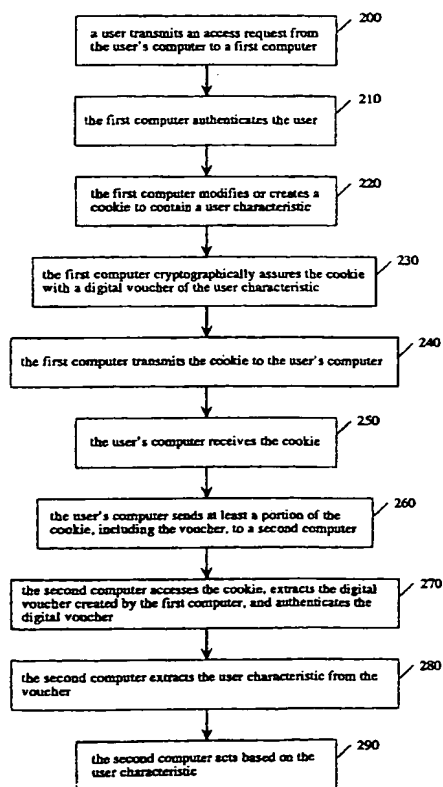 200
a user transmits an access request from
the user's computer to a first computer
210
the first computer authenticates the user
220
the first computer modifies or creates a
cookie to contain a user characteristic
230
the first computer cryptographically assures the cookie
with a digital voucher of the user characteristic
240
the first computer transmits the cookie to the user's computer
250
the user's computer receives the cookie
260
the user's computer sends at least a portion of the
cookie, including the voucher, to a second computer
270
the second computer accesses the cookie, extracts the digital
voucher created by the first computer, and authenticates the
digital voucher
280
the second computer extracts the user characteristic from the
voucher
290
the second computer acts based on the
user characteristic